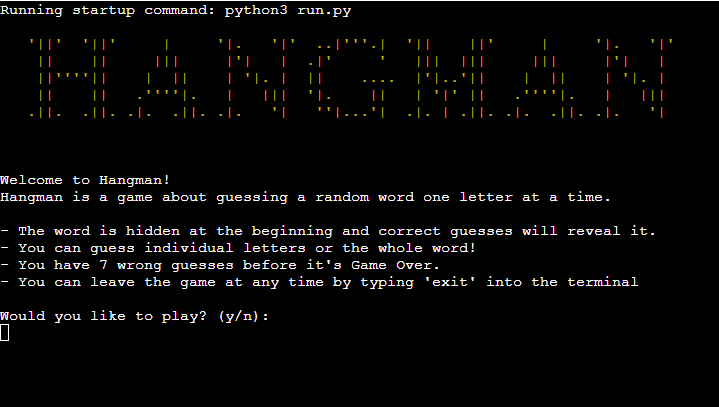 Running startup command: python3 run.py
HANGMAN
Welcome to Hangman!
Hangman is a game about guessing a random word one letter at a time.
- The word is hidden at the beginning and correct guesses will reveal it.
- You can guess individual letters or the whole word!
- You have 7 wrong guesses before it's Game Over.
- You can leave the game at any time by typing 'exit' into the terminal
Would you like to play? (y/n):